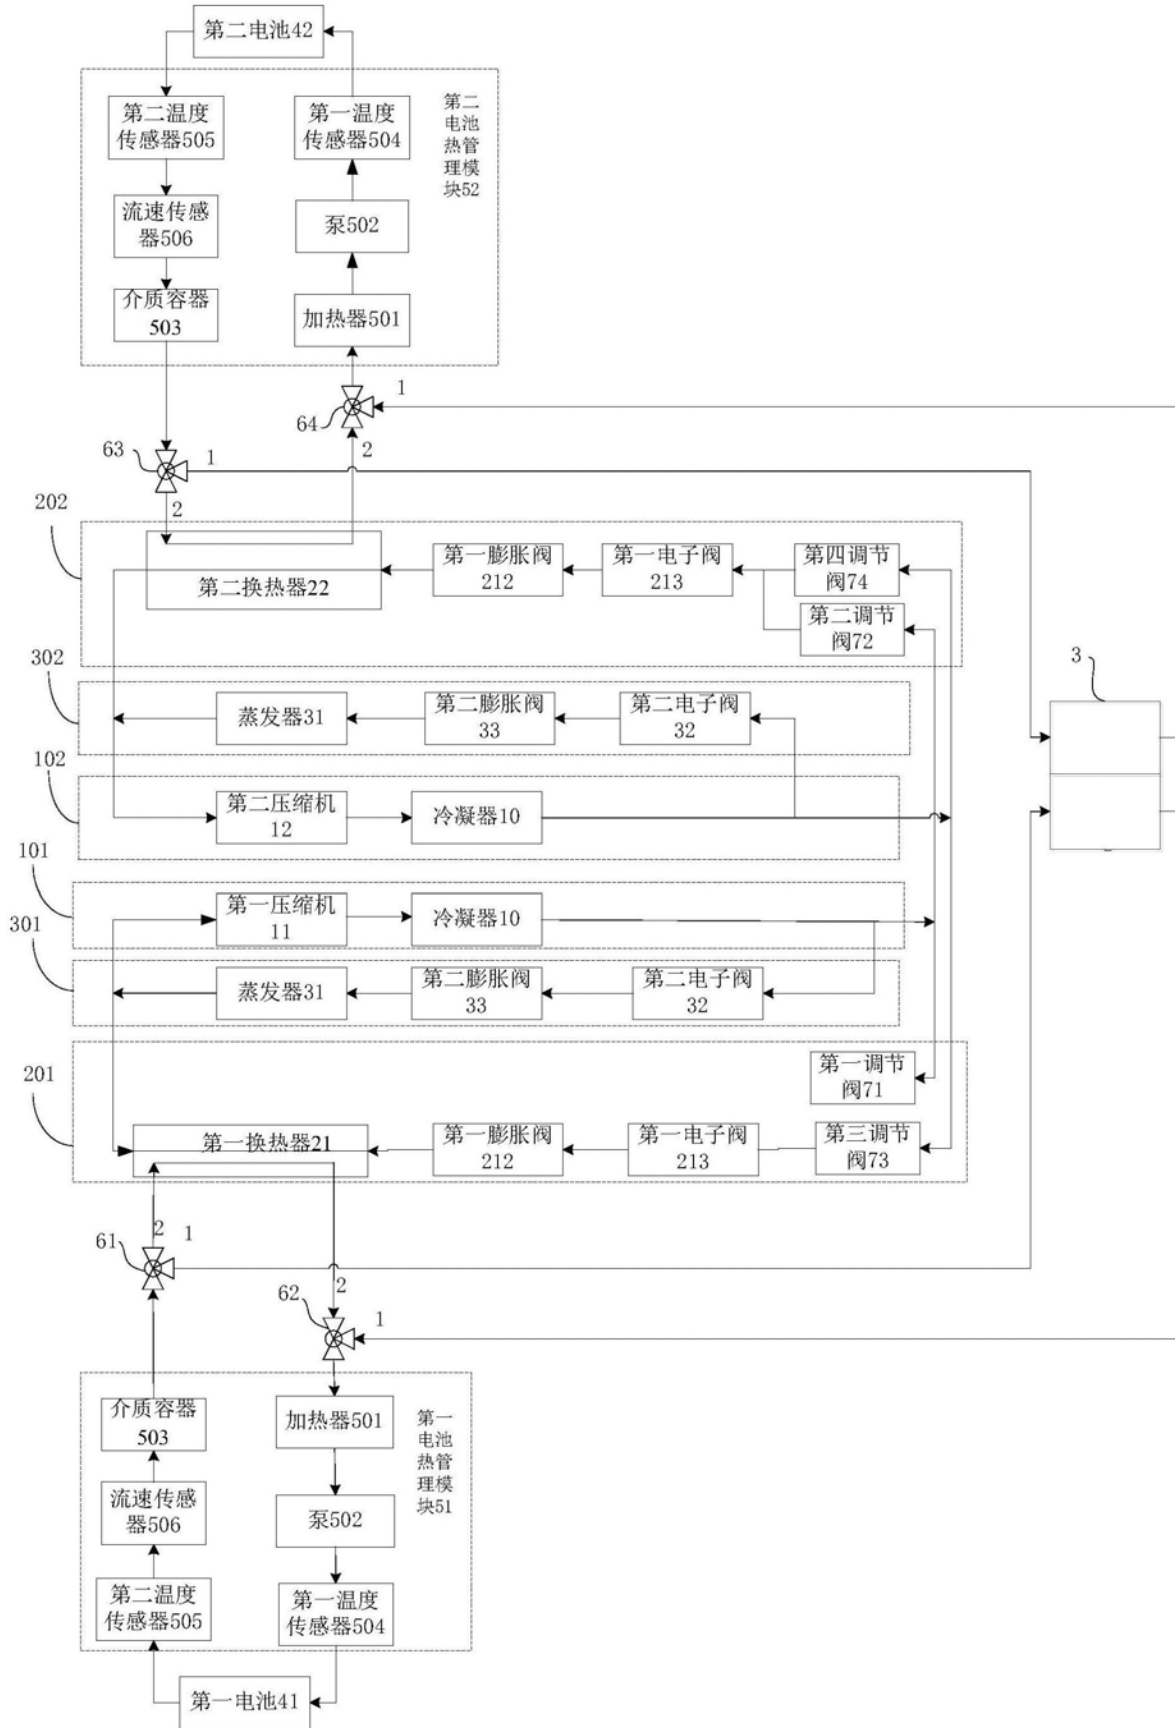 第二电池42
第二温度
传感器505
第一温度
传感器504
第二
电池
热管
理模
块52
流速传感
器506
泵502
介质容器
503
加热器501
1
64
2
63
1
2
202
第二换热器22
第一膨胀阀
212
第一电子阀
213
第四调节
阀74
第二调节
阀72
302
蒸发器31
第二膨胀阀
33
第二电子阀
32
3
102
第二压缩机
12
冷凝器10
101
第一压缩机
11
冷凝器10
301
蒸发器31
第二膨胀阀
33
第二电子阀
32
201
第一调节
阀71
第一换热器21
第一膨胀阀
212
第一电子阀
213
第三调节
阀73
2
1
61
2
62
1
介质容器
503
加热器501
第一
电池
热管
理模
块51
流速传感
器506
泵502
第二温度
传感器505
第一温度
传感器504
第一电池41